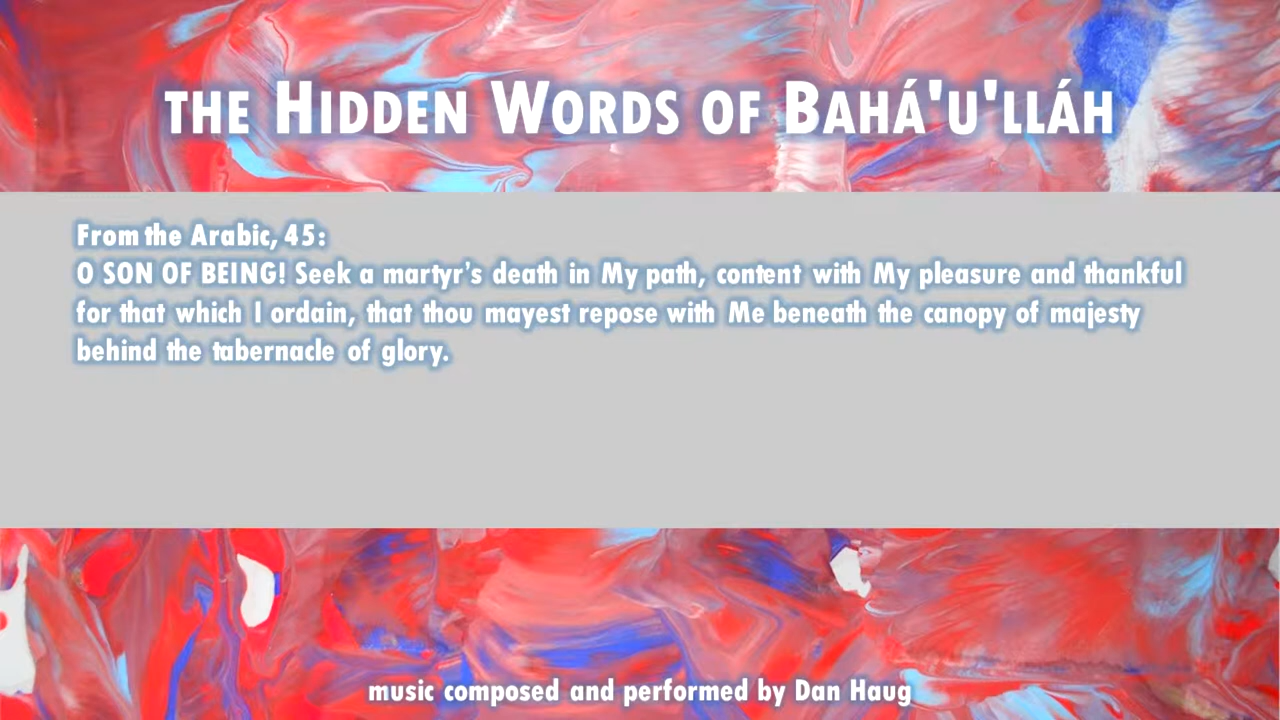 THE HIDDEN WORDS OF BAHÁ'U'LLÁH
From the Arabic, 45:
O SON OF BEING! Seek a martyr’s death in My path, content with My pleasure and thankful
for that which I ordain, that thou mayest repose with Me beneath the canopy of majesty
behind the tabernacle of glory.
music composed and performed by Dan Haug